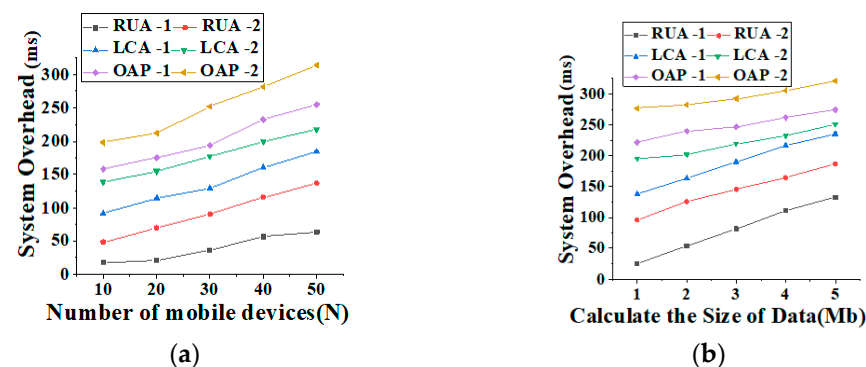 RUA -1 RUA -2
LCA -1 LCA -2
OAP -1 OAP -2
System Overhead (ms)
300
250
200
150
100
50
0
10 20 30 40 50
Number of mobile devices(N)
(a)
RUA -1 RUA -2
LCA -1 LCA -2
OAP -1 OAP -2
System Overhead (ms)
300
250
200
150
100
50
0
1 2 3 4 5
Calculate the Size of Data(Mb)
(b)